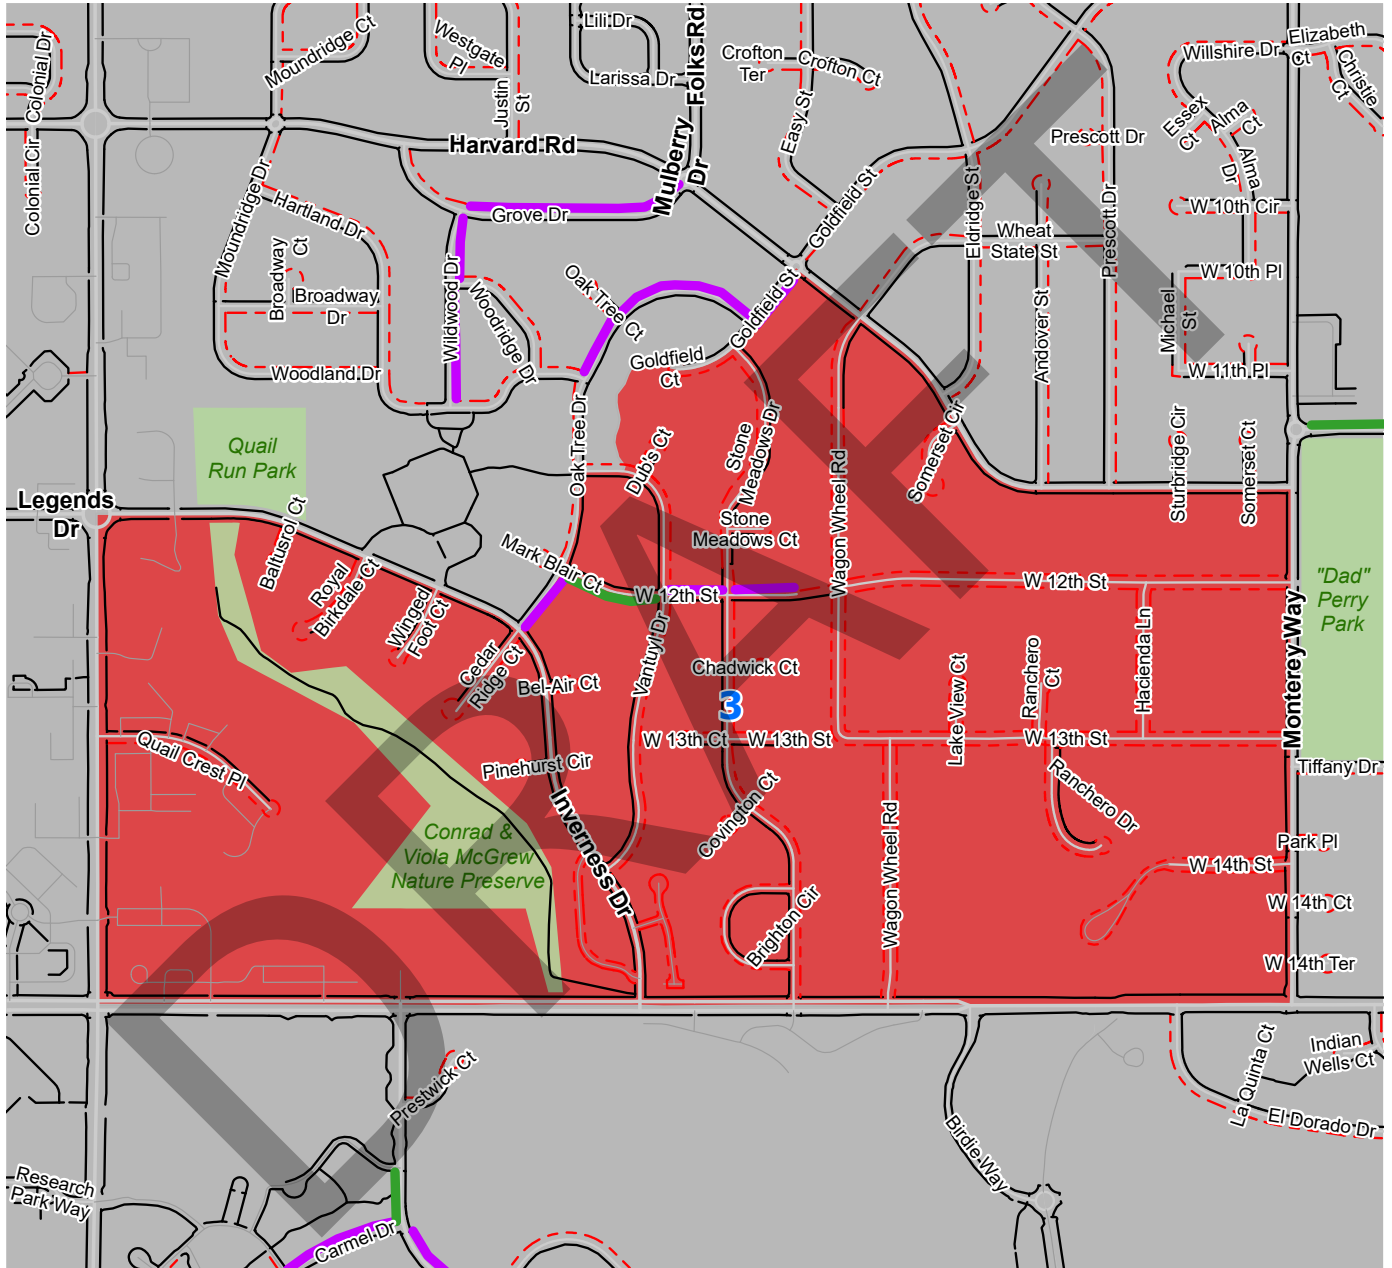 Colonial Dr
Moundridge Ct
Westgate
Pl
Lili Dr
Larissa Dr
Justin
St
Folks Rd
Crofton
Ter
Crofton Ct
Easy St
Willshire Dr
Elizabeth
Ct
Christie
Ct
Essex
Ct
Alma
Ct
Prescott Dr
Colonial Cir
Harvard Rd
Mulberry
Dr
Alma
Dr
Moundridge Dr
Hartland Dr
Grove Dr
Goldfield St
Eldridge St
Prescott Dr
W 10th Cir
Wheat
State St
Broadway
Ct
Broadway
Dr
Wildwood Dr
Woodridge Dr
Oak Tree Ct
Goldfield St
W 10th Pl
Michael
St
Andover St
Goldfield
Ct
Woodland Dr
W 11th Pl
Quail
Run Park
Oak Tree Dr
Dub's Ct
Stone
Meadows Dr
Somerset Cir
Sturbridge Cir
Somerset Ct
Legends
Dr
Baltusrol Ct
Stone
Meadows Ct
Wagon Wheel Rd
Mark Blair Ct
W 12th St
W 12th St
Royal
Birkdale Ct
Winged
Foot Ct
"Dad"
Perry
Park
Cedar
Ridge Ct
Vantuyl Dr
Bel-Air Ct
Chadwick Ct
3
Lake View Ct
Ranchero
Ct
Hacienda Ln
Monterey Way
W 13th Ct
W 13th St
W 13th St
Quail Crest Pl
Pinehurst Cir
Tiffany Dr
Ranchero Dr
Covington Ct
Inverness Dr
Conrad &
Viola McGrew
Nature Preserve
Wagon Wheel Rd
Park Pl
W 14th St
W 14th Ct
Brighton Cir
W 14th Ter
DRAFT
Prestwick Ct
La Quinta Ct
Indian
Wells Ct
El Dorado Dr
Birdie Way
Research
Park Way
Carmel Dr